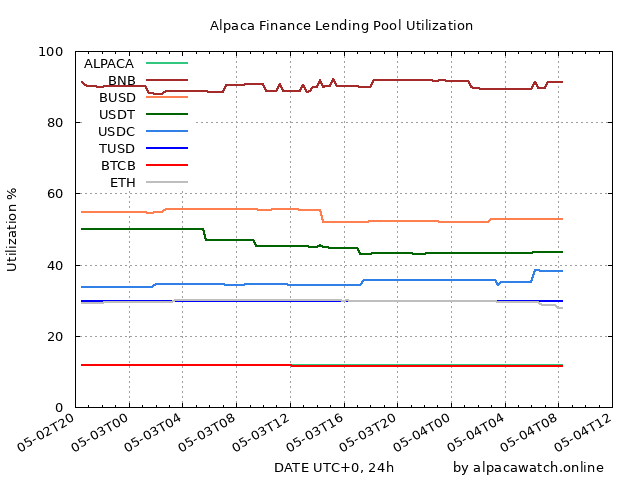 Alpaca Finance Lending Pool Utilization
100
80
60
40
20
0
Utilization %
ALPACA
BNB
BUSD
USDT
USDC
TUSD
BTCB
ETH
05-02T20
05-03T00
05-03T04
05-03T08
05-03T12
05-03T16
05-03T20
05-04T00
05-04T04
05-04T08
05-04T12
DATE UTC+0, 24h
by alpacawatch.online